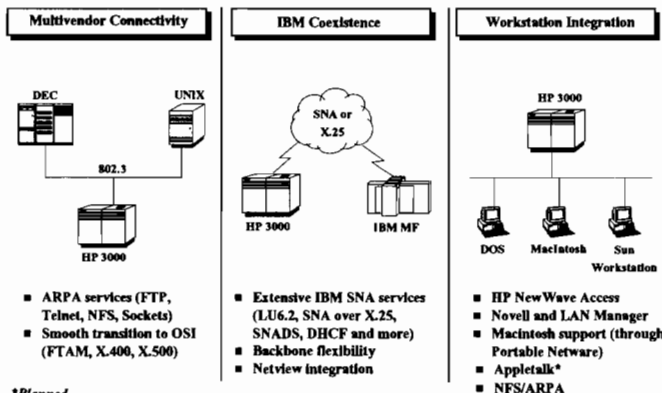 Multivendor Connectivity
DEC
UNIX
802.3
HP 3000
■ ARPA services (FTP,
Telnet, NFS, Sockets)
■ Smooth transition to OSI
(FTAM, X.400, X.500)
*Planned
IBM Coexistence
SNA or
X.25
HP 3000
IBM MF
■ Extensive IBM SNA services
(LU6.2, SNA over X.25,
SNADS, DHCF and more)
■ Backbone flexibility
■ Netview integration
Workstation Integration
HP 3000
DOS
Macintosh
Sun
Workstation
■ HP NewWave Access
■ Novell and LAN Manager
■ Macintosh support (through
Portable Netware)
■ Appletalk*
■ NFS/ARPA